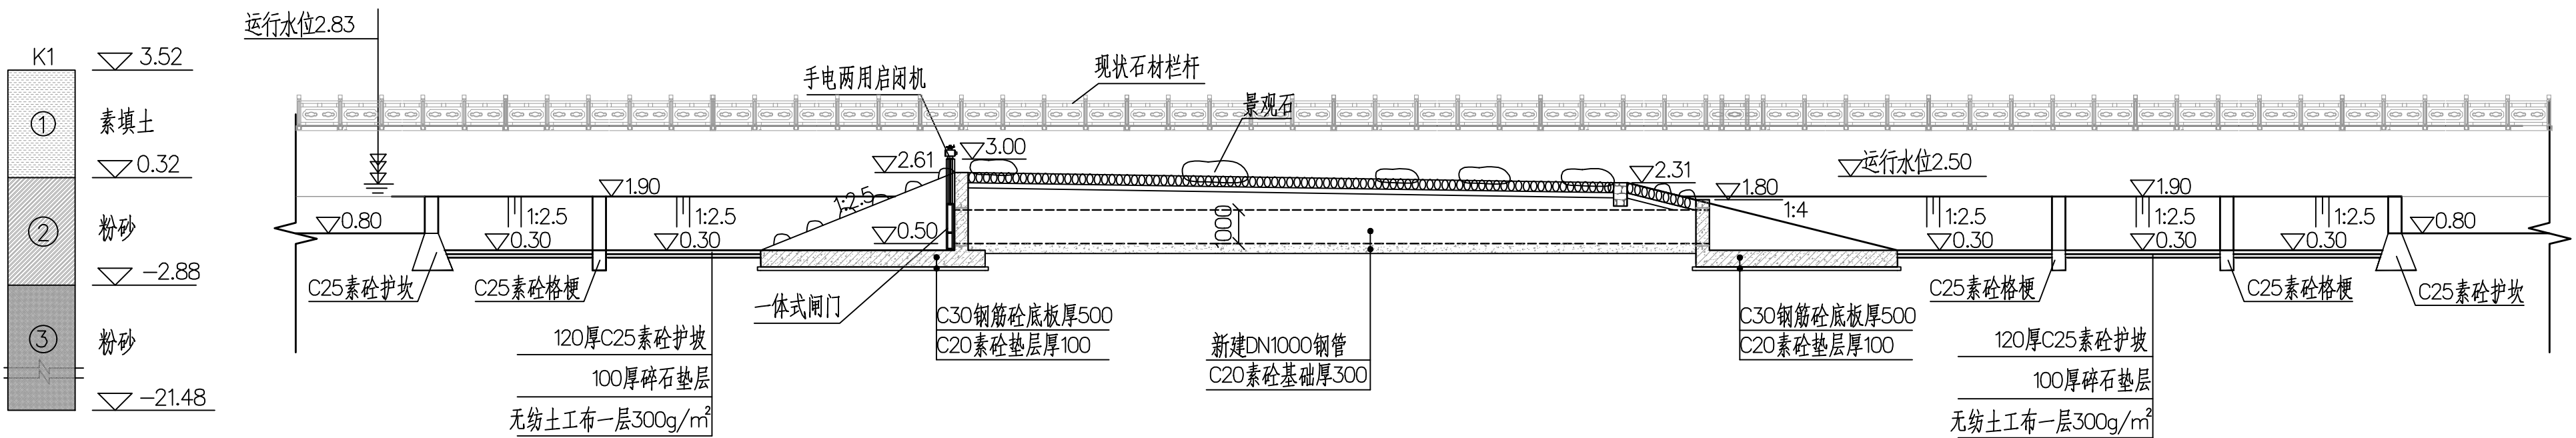 运行水位2.83
K1
3.52
①
素填土
0.32
②
粉砂
-2.88
③
粉砂
-21.48
手电两用启闭机
现状石材栏杆
景观石
2.61
3.00
2.31
运行水位2.50
1.90
1:2.5
1.80
1:4
1.90
0.80
1:2.5
1:2.5
0.50
1000
1:2.5
1:2.5
1:2.5
0.80
0.30
0.30
0.30
0.30
0.30
C25素砼护坎
C25素砼格梗
一体式闸门
C25素砼格梗
C25素砼格梗
C25素砼护坎
120厚C25素砼护坡
100厚碎石垫层
无纺土工布一层300g/m²
C30钢筋砼底板厚500
C20素砼垫层厚100
新建DN1000钢管
C20素砼基础厚300
C30钢筋砼底板厚500
C20素砼垫层厚100
120厚C25素砼护坡
100厚碎石垫层
无纺土工布一层300g/m²